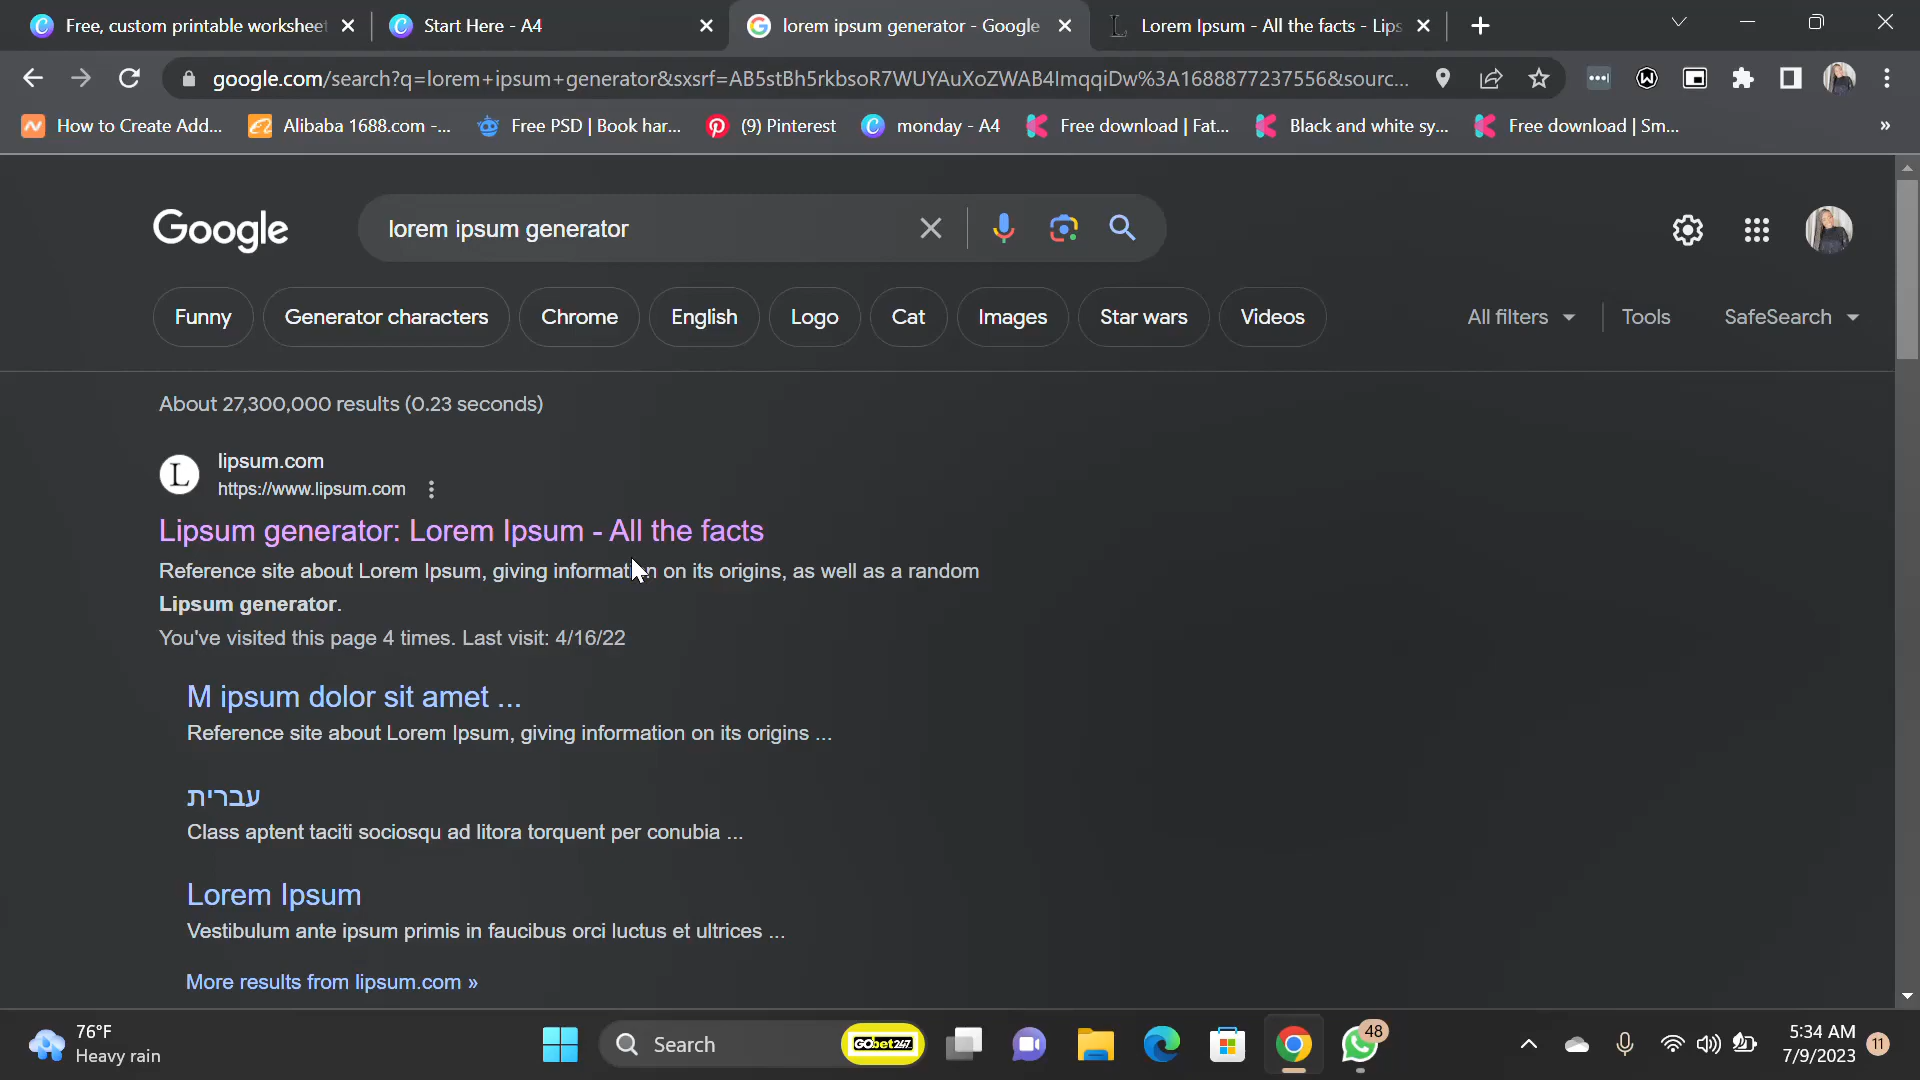 Free, custom printable workshee
Start Here - A4
lorem ipsum generator - Google
Lorem Ipsum - All the facts - Lips
google.com/search?q=lorem+ipsum+generator&sxsrf=AB5stBh5rkbsoR7WUYAuXoZWAB4ImqqiDw%3A1688877237556&sourc...
How to Create Add...
Alibaba 1688.com -...
Free PSD | Book har...
(9) Pinterest
monday - A4
Free download | Fat...
Black and white sy...
Free download | Sm...
»
Google
lorem ipsum generator
Funny
Generator characters
Chrome
English
Logo
Cat
Images
Star wars
Videos
All filters
Tools
SafeSearch
About 27,300,000 results (0.23 seconds)
L
lipsum.com
https://www.lipsum.com
Lipsum generator: Lorem Ipsum - All the facts
Reference site about Lorem Ipsum, giving information on its origins, as well as a random
Lipsum generator.
You've visited this page 4 times. Last visit: 4/16/22
M ipsum dolor sit amet ...
Reference site about Lorem Ipsum, giving information on its origins ...
עברית
Class aptent taciti sociosqu ad litora torquent per conubia ...
Lorem Ipsum
Vestibulum ante ipsum primis in faucibus orci luctus et ultrices ...
More results from lipsum.com »
76°F
Heavy rain
Search
GObet247
48
5:34 AM
7/9/2023
11